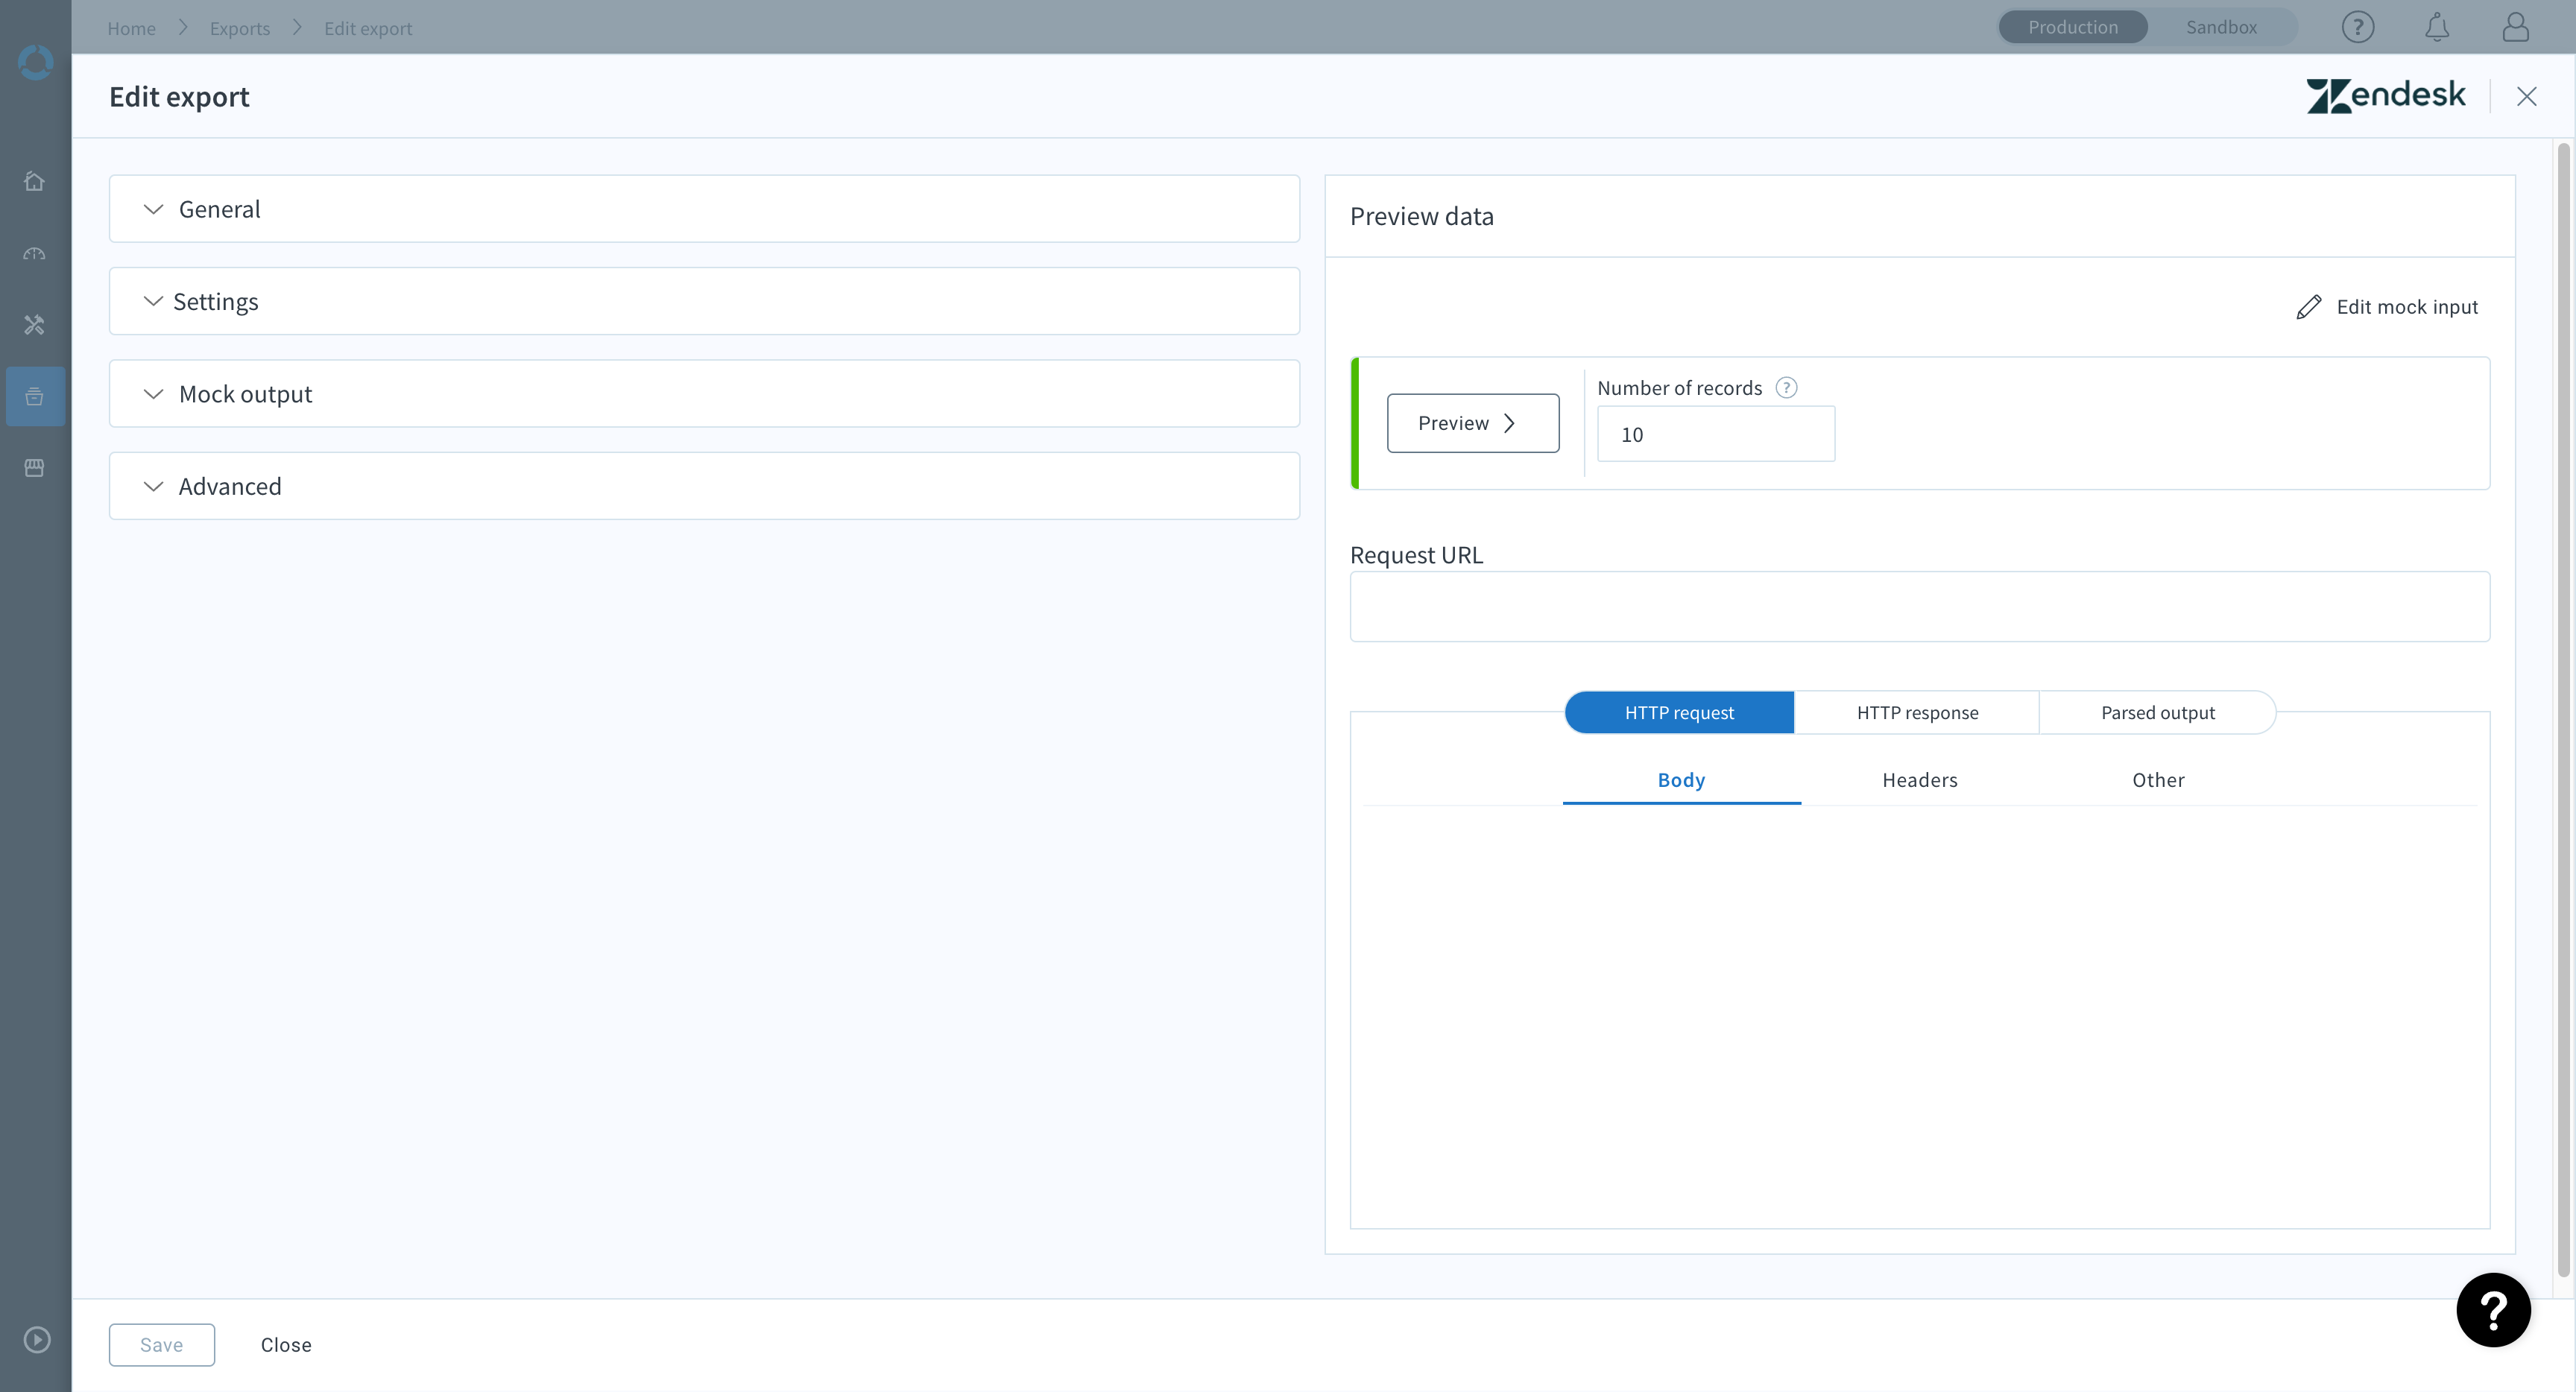 Home
Exports
Edit export
Production
Sandbox
?
Edit export
zendesk
General
Settings
Mock output
Advanced
Preview data
Edit mock input
Preview
Number of records ?
10
Request URL
HTTP request
HTTP response
Parsed output
Body
Headers
Other
Save
Close
?